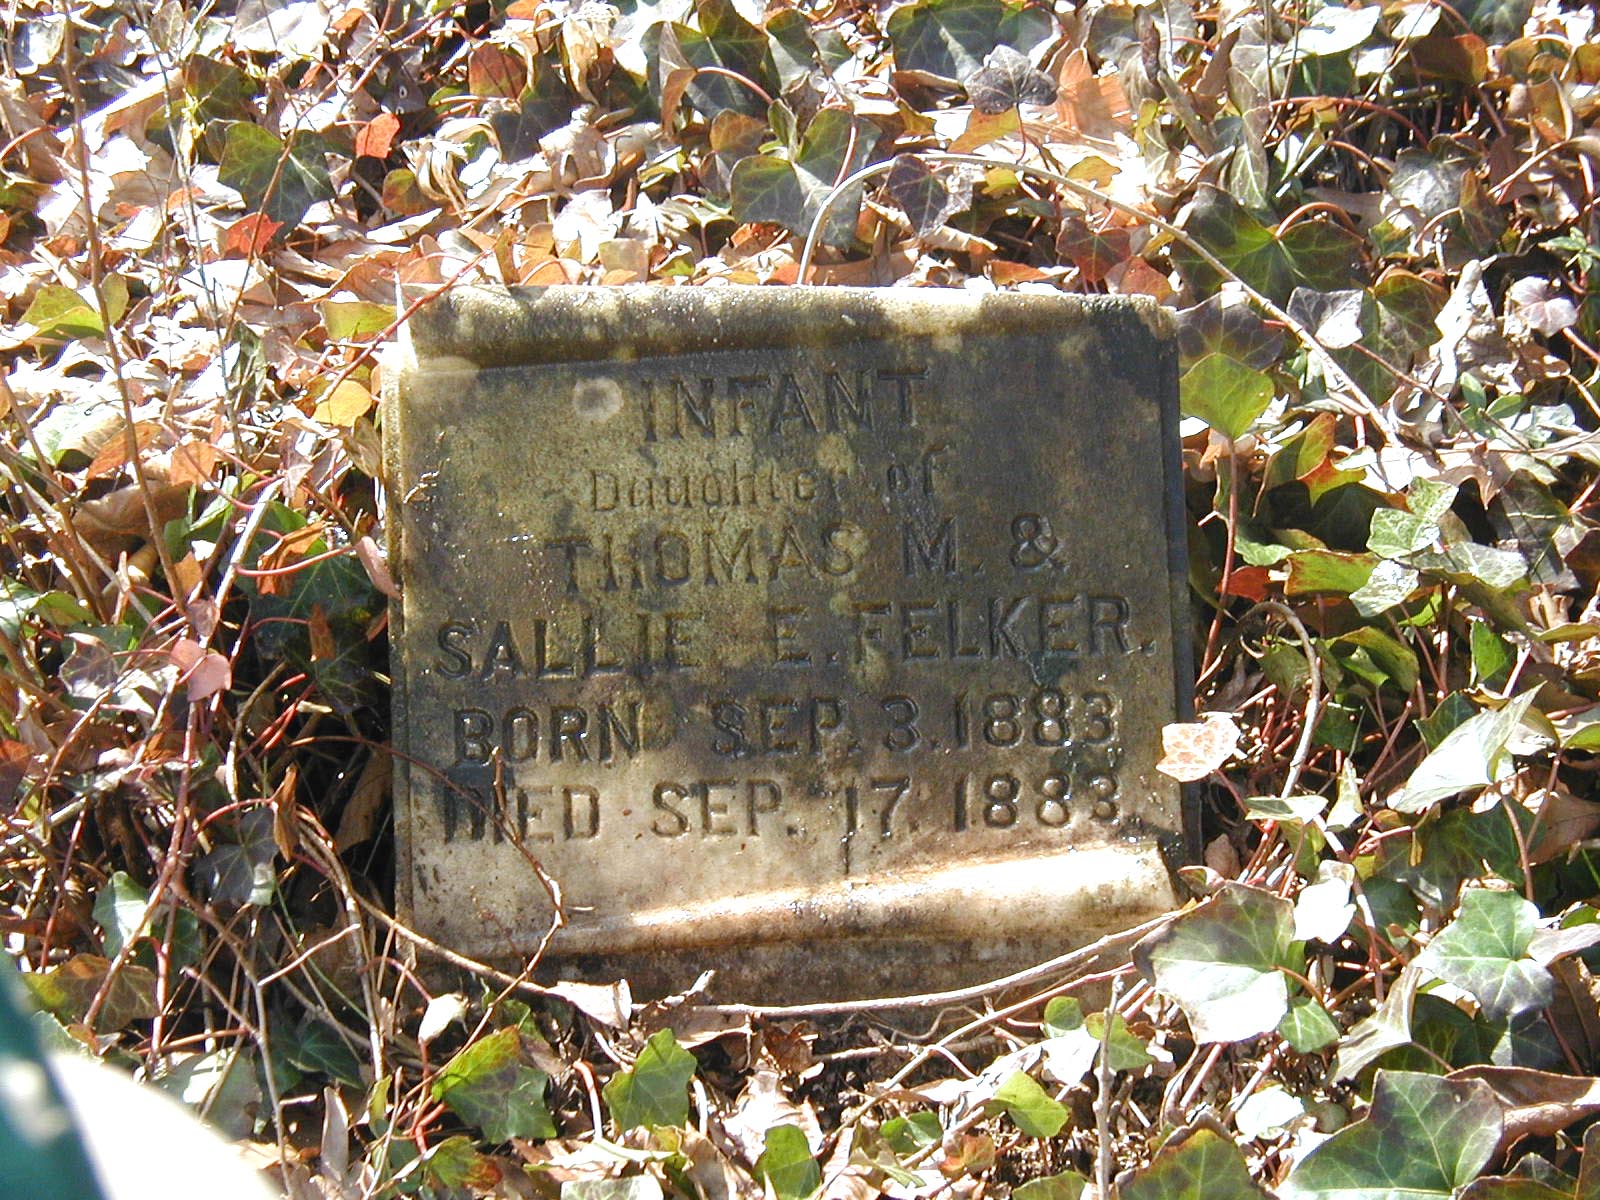 INFANT
Daughter of
THOMAS M. &
SALLIE E. FELKER.
BORN SEP. 3. 1883
DIED SEP. 17. 1883.